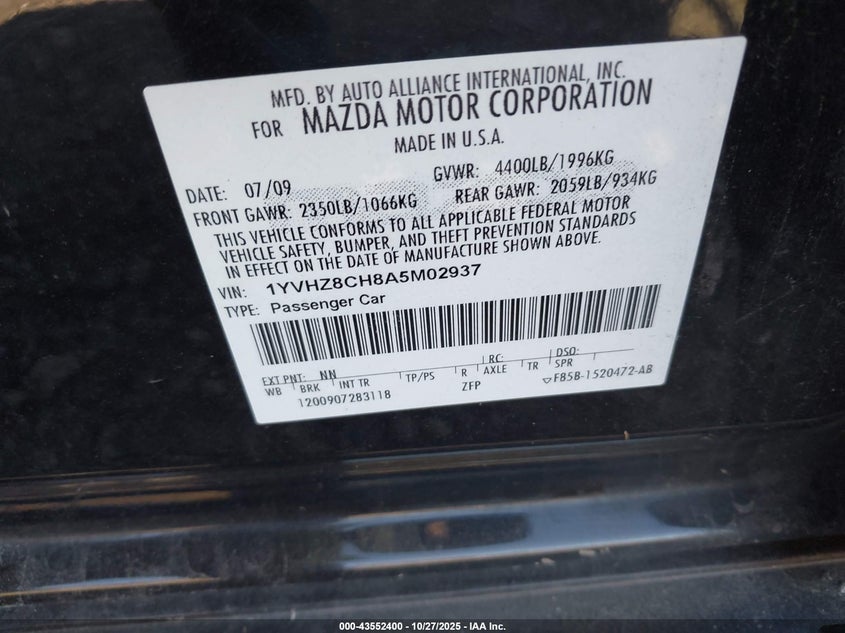 MFD. BY AUTO ALLIANCE INTERNATIONAL, INC.
FOR MAZDA MOTOR CORPORATION
MADE IN U.S.A.
DATE: 07/09 GVWR: 4400LB/1996KG
FRONT GAWR: 2350LB/1066KG REAR GAWR: 2059LB/934KG
THIS VEHICLE CONFORMS TO ALL APPLICABLE FEDERAL MOTOR
VEHICLE SAFETY, BUMPER, AND THEFT PREVENTION STANDARDS
IN EFFECT ON THE DATE OF MANUFACTURE SHOWN ABOVE.
VIN: 1YVHZ8CH8A5M02937
TYPE: Passenger Car
EXT PNT: NN RC: DSO:
WB BRK INT TR TP/PS R AXLE TR SPR
1200907283118 ZFP ▽F85B-1520472-AB
000-43552400 - 10/27/2025 - IAA Inc.